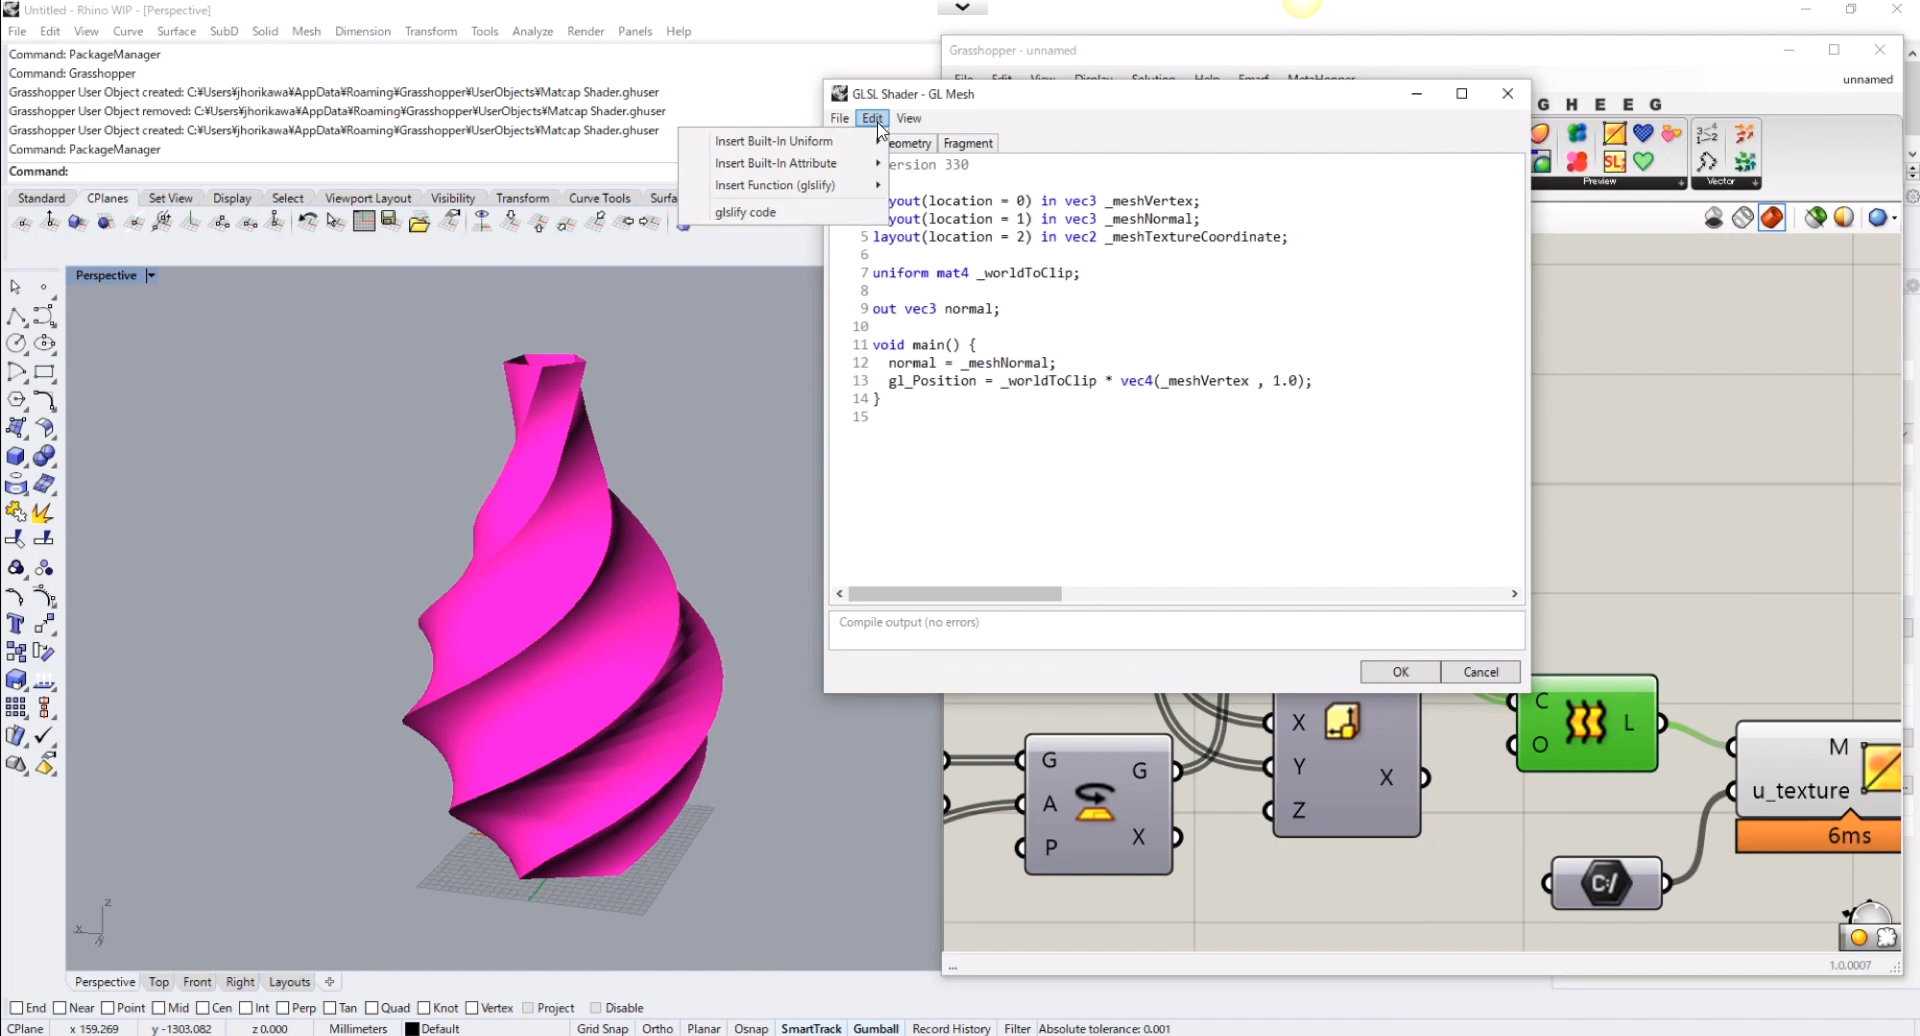 Untitled - Rhino WIP - [Perspective]
File Edit View Curve Surface SubD Solid Mesh Dimension Transform Tools Analyze Render Panels Help
Command: PackageManager
Command: Grasshopper
Grasshopper User Object created: C:¥Users¥jhorikawa¥AppData¥Roaming¥Grasshopper¥UserObjects¥Matcap Shader.ghuser
Grasshopper User Object removed: C:¥Users¥jhorikawa¥AppData¥Roaming¥Grasshopper¥UserObjects¥Matcap Shader.ghuser
Grasshopper User Object created: C:¥Users¥jhorikawa¥AppData¥Roaming¥Grasshopper¥UserObjects¥Matcap Shader.ghuser
Command: PackageManager
Command:
Standard CPlanes Set View Display Select Viewport Layout Visibility Transform Curve Tools Surfa
Perspective
z
x
y
Perspective Top Front Right Layouts
End Near Point Mid Cen Int Perp Tan Quad Knot Vertex Project Disable
CPlane x 159.269 y -1303.082 z 0.000 Millimeters Default Grid Snap Ortho Planar Osnap SmartTrack Gumball Record History Filter Absolute tolerance: 0.001
Grasshopper - unnamed
File Edit View Display Solution Help Emarf MetaHopper
unnamed
G H E E G
Preview
Vector
GLSL Shader - GL Mesh
File Edit View
Insert Built-In Uniform
Insert Built-In Attribute
Insert Function (glslify)
glslify code
eometry Fragment
ersion 330
yout(location = 0) in vec3 _meshVertex;
yout(location = 1) in vec3 _meshNormal;
5 layout(location = 2) in vec2 _meshTextureCoordinate;
6
7 uniform mat4 _worldToClip;
8
9 out vec3 normal;
10
11 void main() {
12 normal = _meshNormal;
13 gl_Position = _worldToClip * vec4(_meshVertex , 1.0);
14 }
15
Compile output (no errors)
OK Cancel
G A P G X
X Y Z X
C O L
M
u_texture
6ms
C:/
...
1.0.0007